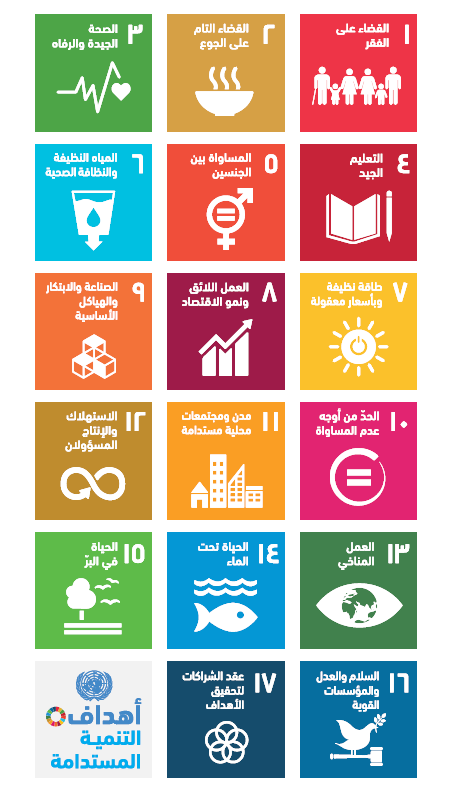 ١ القضاء على
الفقر
٢ القضاء التام
على الجوع
٣ الصحة
الجيدة والرفاه
٤ التعليم
الجيد
٥ المساواة بين
الجنسين
٦ المياه النظيفة
والنظافة الصحية
٧ طاقة نظيفة
وبأسعار معقولة
٨ العمل اللائق
ونمو الاقتصاد
٩ الصناعة والابتكار
والهياكل
الأساسية
١٠ الحدّ من أوجه
عدم المساواة
١١ مدن ومجتمعات
محلية مستدامة
١٢ الاستهلاك
والإنتاج
المسؤولان
١٣ العمل
المناخي
١٤ الحياة تحت
الماء
١٥ الحياة
في البرّ
١٦ السلام والعدل
والمؤسسات
القوية
١٧ عقد الشراكات
لتحقيق
الأهداف
أهداف
التنمية
المستدامة